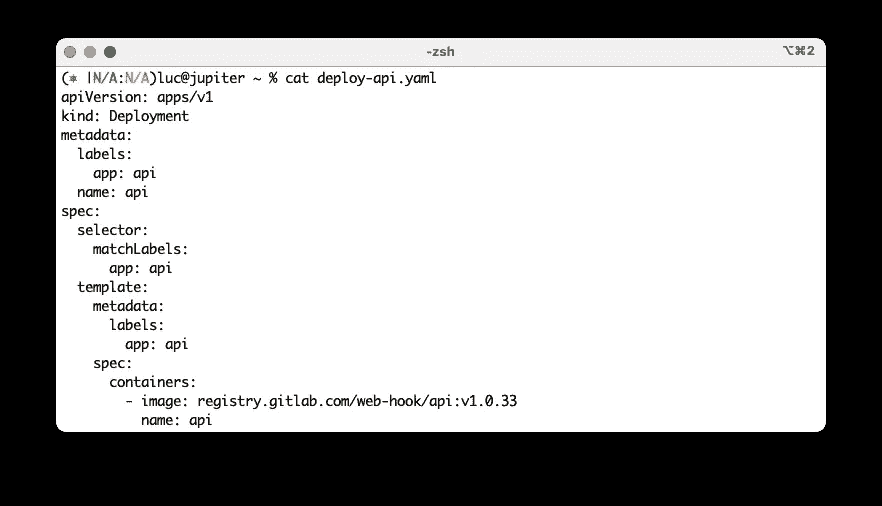 -zsh
⌥⌘2
(⎈ |N/A:N/A)luc@jupiter ~ % cat deploy-api.yaml
apiVersion: apps/v1
kind: Deployment
metadata:
  labels:
    app: api
  name: api
spec:
  selector:
    matchLabels:
      app: api
  template:
    metadata:
      labels:
        app: api
    spec:
      containers:
        - image: registry.gitlab.com/web-hook/api:v1.0.33
          name: api